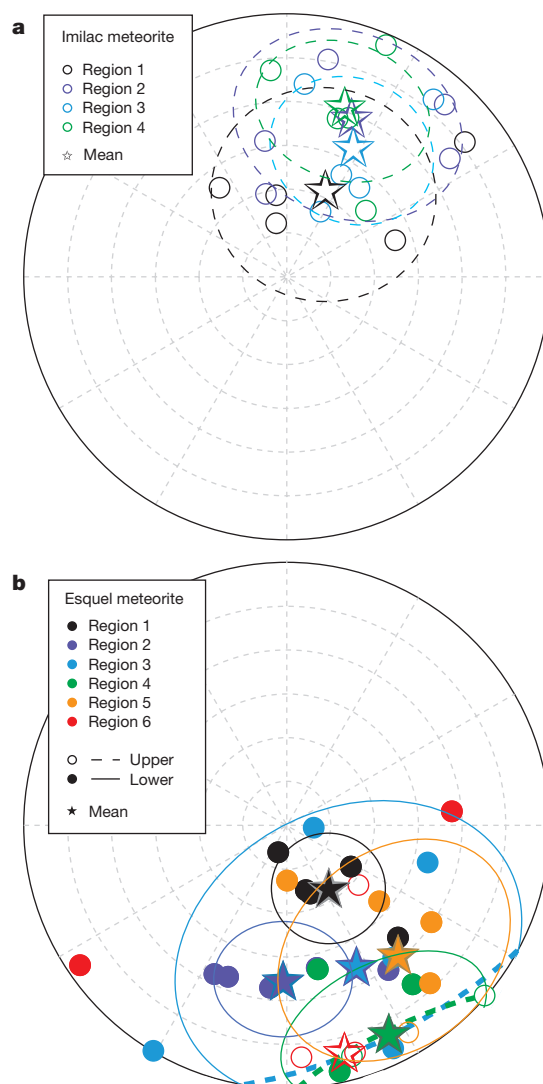 a
Imilac meteorite
Region 1
Region 2
Region 3
Region 4
Mean
b
Esquel meteorite
Region 1
Region 2
Region 3
Region 4
Region 5
Region 6
Upper
Lower
Mean